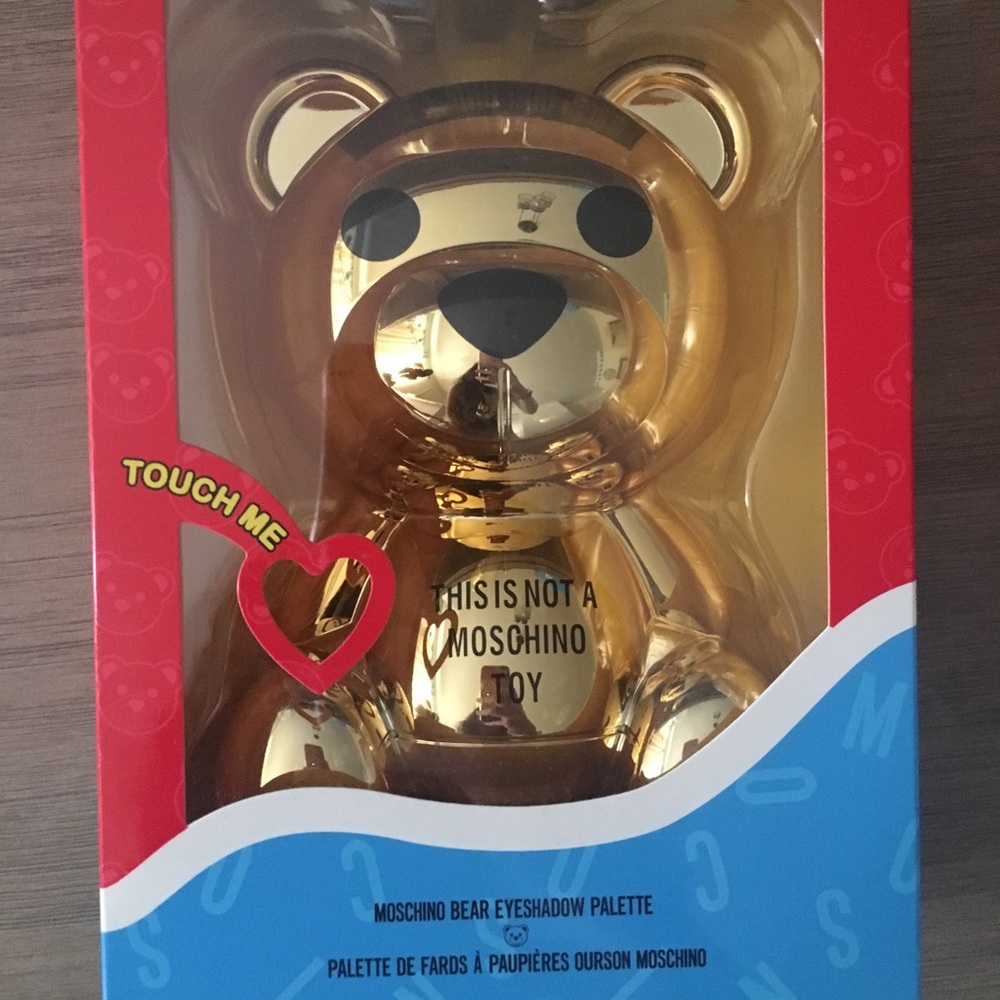 TOUCH ME
THIS IS NOT A
MOSCHINO
TOY
MOSCHINO BEAR EYESHADOW PALETTE
PALETTE DE FARDS À PAUPIÈRES OURSON MOSCHINO